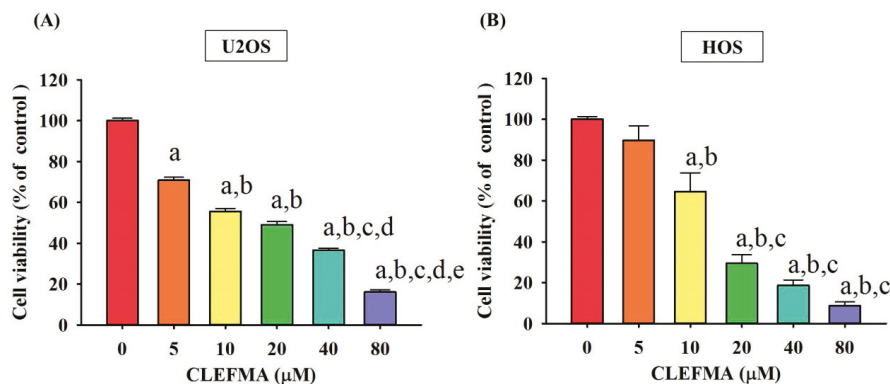 (A)
U2OS
Cell viability (% of control)
120
100
80
60
40
20
0
a
a,b
a,b
a,b,c,d
a,b,c,d,e
0 5 10 20 40 80
CLEFMA (μM)
(B)
HOS
Cell viability (% of control)
120
100
80
60
40
20
0
a,b
a,b,c
a,b,c
a,b,c
0 5 10 20 40 80
CLEFMA (μM)